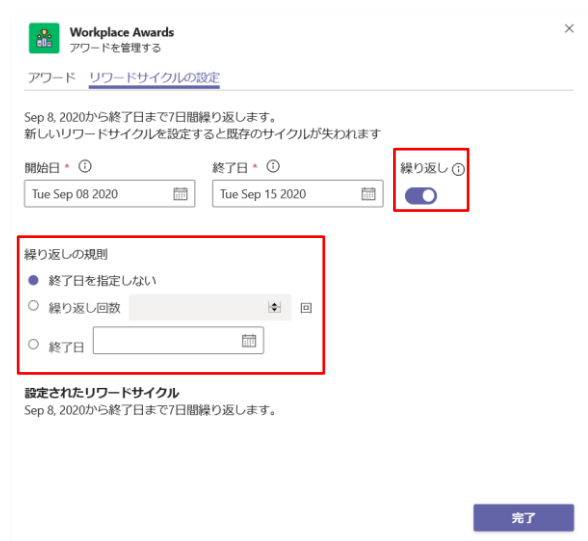 Workplace Awards
アワードを管理する
アワード リワードサイクルの設定
Sep 8, 2020から終了日まで7日間繰り返します。
新しいリワードサイクルを設定すると既存のサイクルが失われます
開始日 * 終了日 * 繰り返し
Tue Sep 08 2020 Tue Sep 15 2020
繰り返しの規則
終了日を指定しない
繰り返し回数 回
終了日
設定されたリワードサイクル
Sep 8, 2020から終了日まで7日間繰り返します。
完了